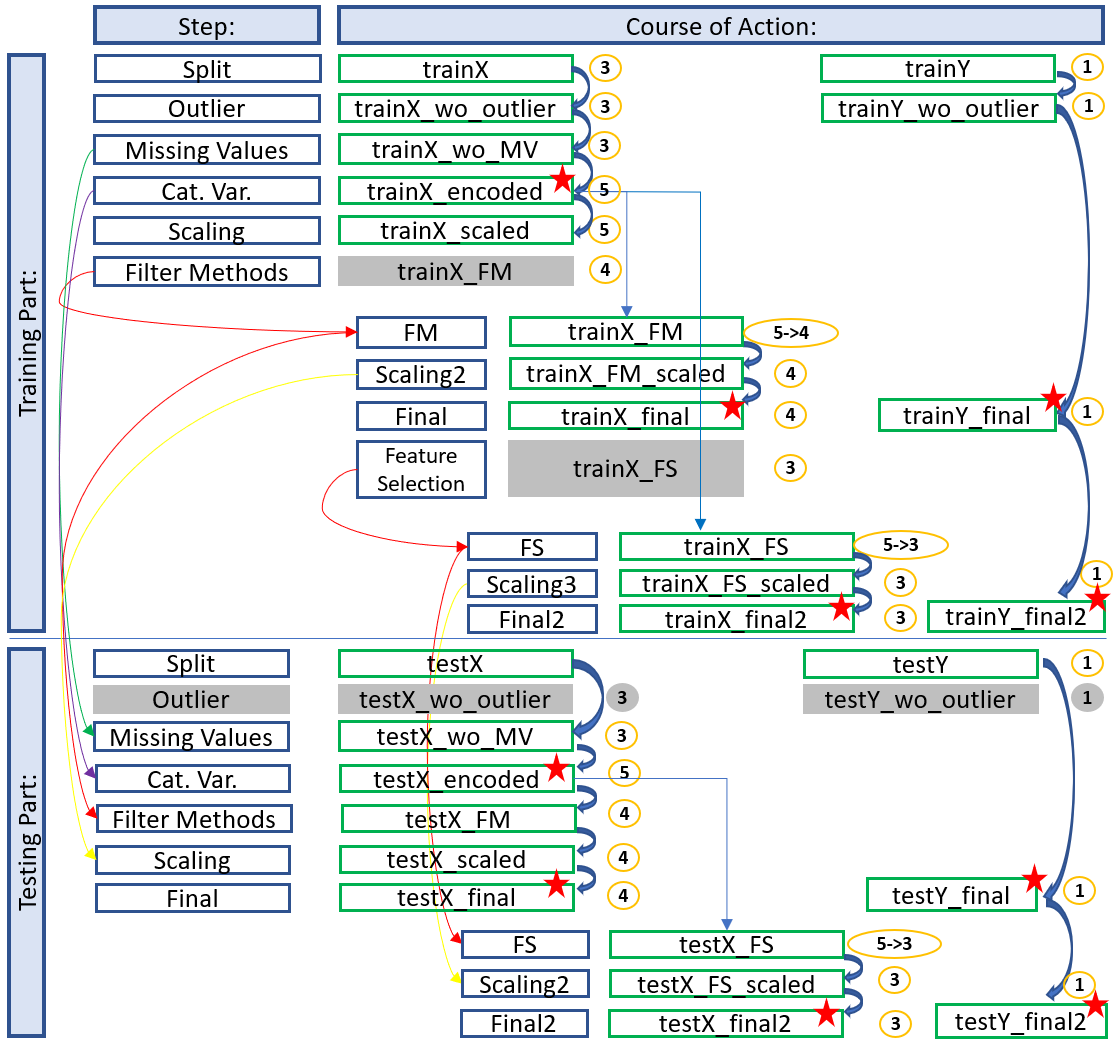 Step:
Course of Action:
Training Part:
Split
trainX
3
trainY
1
Outlier
trainX_wo_outlier
3
trainY_wo_outlier
1
Missing Values
trainX_wo_MV
3
Cat. Var.
trainX_encoded
5
Scaling
trainX_scaled
5
Filter Methods
trainX_FM
4
FM
trainX_FM
5->4
Scaling2
trainX_FM_scaled
4
Final
trainX_final
4
trainY_final
1
Feature
Selection
trainX_FS
3
FS
trainX_FS
5->3
Scaling3
trainX_FS_scaled
3
1
Final2
trainX_final2
3
trainY_final2
Testing Part:
Split
testX
testY
1
Outlier
testX_wo_outlier
3
testY_wo_outlier
1
Missing Values
testX_wo_MV
3
Cat. Var.
testX_encoded
5
Filter Methods
testX_FM
4
Scaling
testX_scaled
4
Final
testX_final
4
testY_final
1
FS
testX_FS
5->3
Scaling2
testX_FS_scaled
3
1
Final2
testX_final2
3
testY_final2